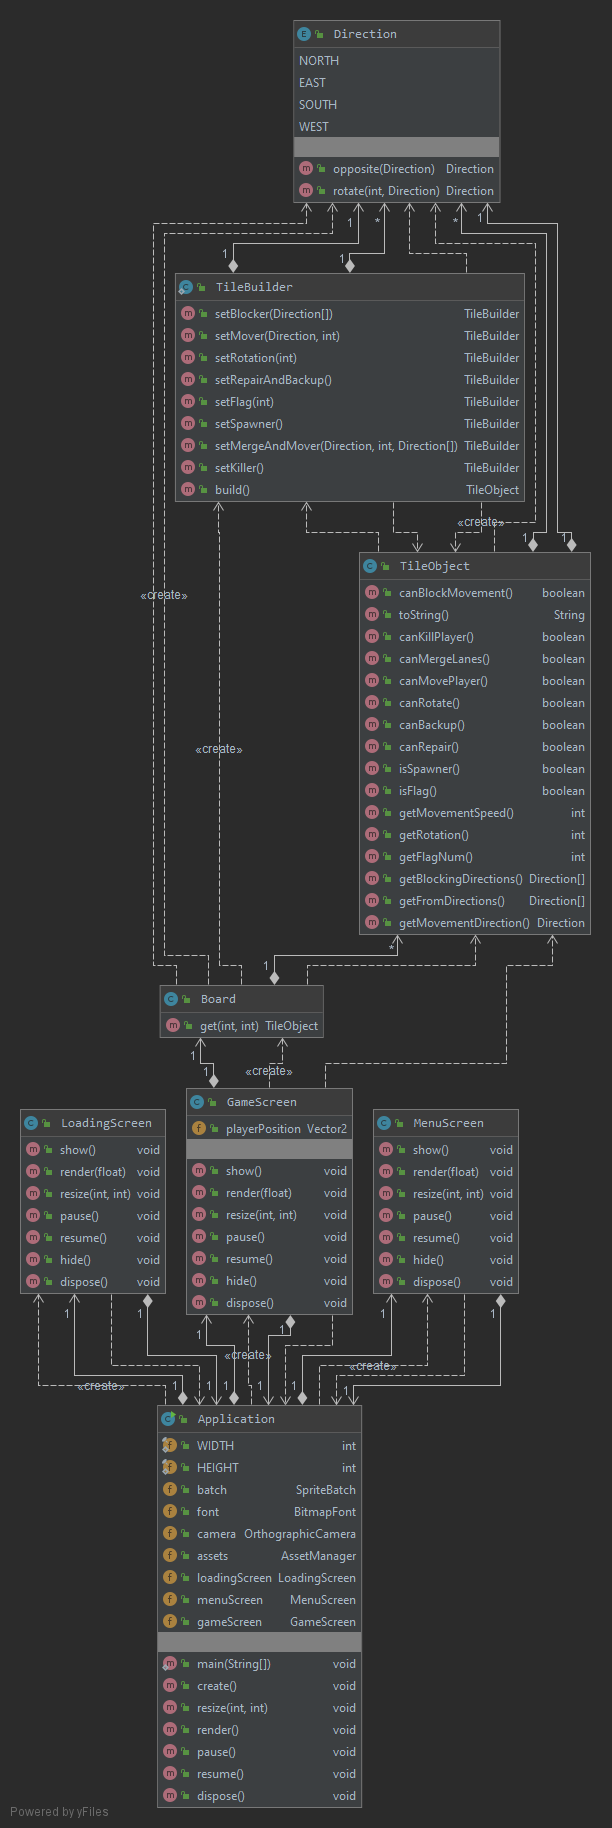 Direction
NORTH
EAST
SOUTH
WEST
opposite(Direction) Direction
rotate(int, Direction) Direction
1 * * 1
1 1
TileBuilder
setBlocker(Direction[]) TileBuilder
setMover(Direction, int) TileBuilder
setRotation(int) TileBuilder
setRepairAndBackup() TileBuilder
setFlag(int) TileBuilder
setSpawner() TileBuilder
setMergeAndMover(Direction, int, Direction[]) TileBuilder
setKiller() TileBuilder
build() TileObject
«create»
1 1
TileObject
canBlockMovement() boolean
«create»
toString() String
canKillPlayer() boolean
canMergeLanes() boolean
canMovePlayer() boolean
canRotate() boolean
canBackup() boolean
«create»
canRepair() boolean
isSpawner() boolean
isFlag() boolean
getMovementSpeed() int
getRotation() int
getFlagNum() int
getBlockingDirections() Direction[]
getFromDirections() Direction[]
getMovementDirection() Direction
*
1
Board
get(int, int) TileObject
1
1 «create»
GameScreen
playerPosition Vector2
show() void
render(float) void
resize(int, int) void
pause() void
resume() void
hide() void
dispose() void
LoadingScreen
show() void
render(float) void
resize(int, int) void
pause() void
resume() void
hide() void
dispose() void
MenuScreen
show() void
render(float) void
resize(int, int) void
pause() void
resume() void
hide() void
dispose() void
1 1 1 1 1 1
«create» «create» «create»
1 1 1 1 1 1
Application
WIDTH int
HEIGHT int
batch SpriteBatch
font BitmapFont
camera OrthographicCamera
assets AssetManager
loadingScreen LoadingScreen
menuScreen MenuScreen
gameScreen GameScreen
main(String[]) void
create() void
resize(int, int) void
render() void
pause() void
resume() void
dispose() void
Powered by yFiles